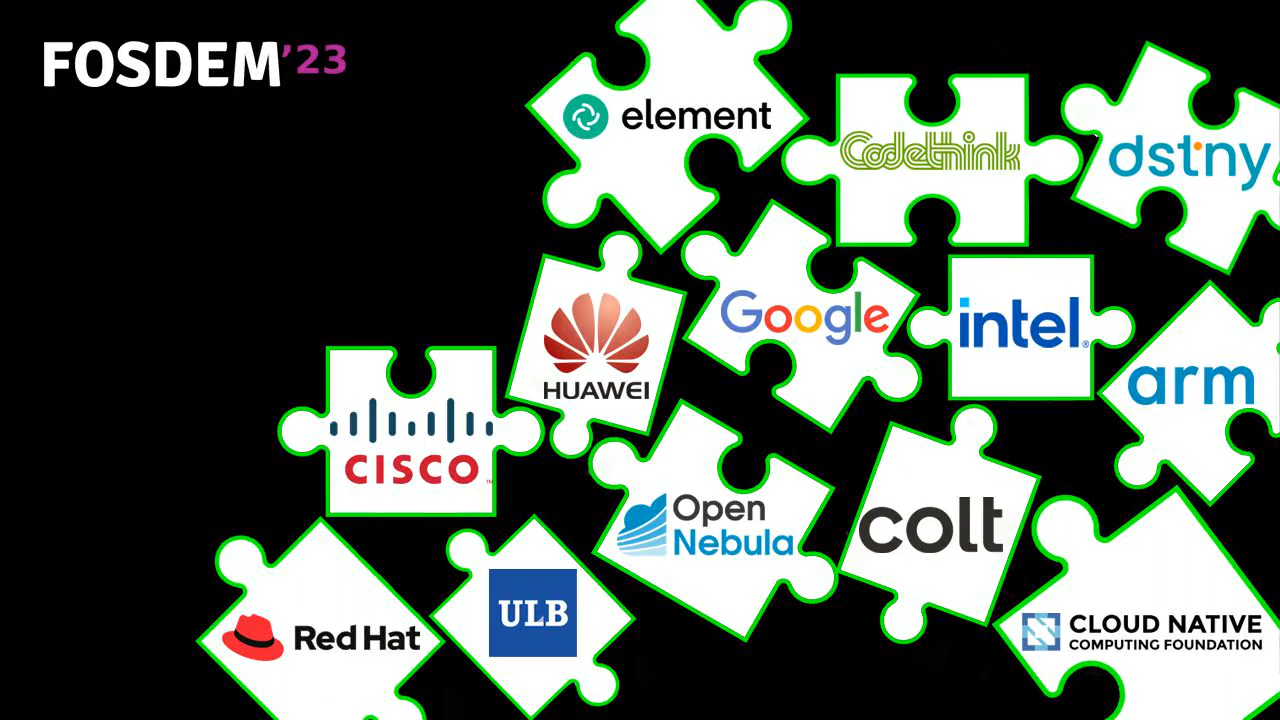 FOSDEM'23
element
Codethink
dstny
HUAWEI
Google
intel®
arm
CISCO™
Open
Nebula
colt
Red Hat
ULB
CLOUD NATIVE
COMPUTING FOUNDATION